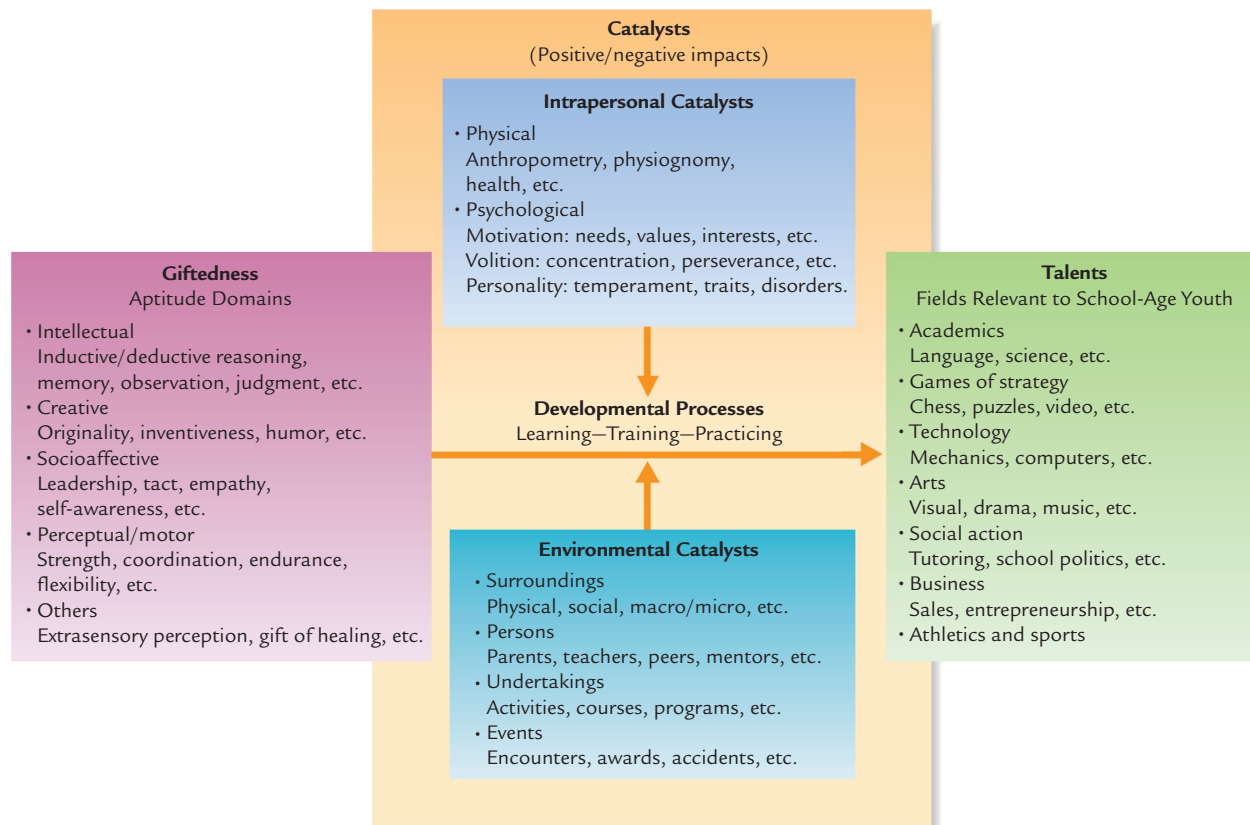 Catalysts
(Positive/negative impacts)
Intrapersonal Catalysts
• Physical
Anthropometry, physiognomy,
health, etc.
• Psychological
Motivation: needs, values, interests, etc.
Volition: concentration, perseverance, etc.
Personality: temperament, traits, disorders.
Giftedness
Aptitude Domains
• Intellectual
Inductive/deductive reasoning,
memory, observation, judgment, etc.
• Creative
Originality, inventiveness, humor, etc.
• Socioaffective
Leadership, tact, empathy,
self-awareness, etc.
• Perceptual/motor
Strength, coordination, endurance,
flexibility, etc.
• Others
Extrasensory perception, gift of healing, etc.
Developmental Processes
Learning—Training—Practicing
Environmental Catalysts
• Surroundings
Physical, social, macro/micro, etc.
• Persons
Parents, teachers, peers, mentors, etc.
• Undertakings
Activities, courses, programs, etc.
• Events
Encounters, awards, accidents, etc.
Talents
Fields Relevant to School-Age Youth
• Academics
Language, science, etc.
• Games of strategy
Chess, puzzles, video, etc.
• Technology
Mechanics, computers, etc.
• Arts
Visual, drama, music, etc.
• Social action
Tutoring, school politics, etc.
• Business
Sales, entrepreneurship, etc.
• Athletics and sports